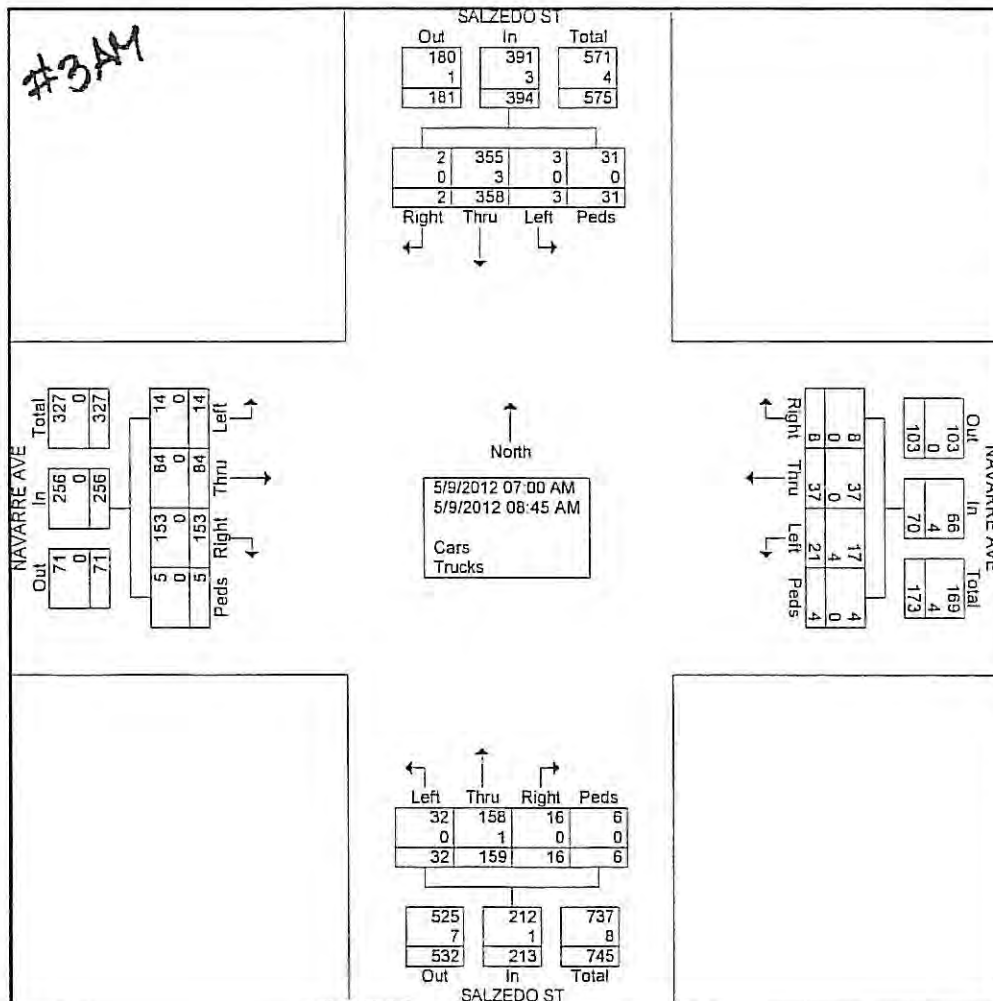 #3AM
SALZEDO ST
Out In Total
180 391 571
1 3 4
181 394 575
2 355 3 31
0 3 0 0
2 358 3 31
Right Thru Left Peds
NAVARRE AVE
Total In Out
327 256 71
0 0 0
327 256 71
14 84 153 5
0 0 0 0
14 84 153 5
Left Thru Right Peds
North
5/9/2012 07:00 AM
5/9/2012 08:45 AM
Cars
Trucks
Right Thru Left Peds
8 37 21 4
0 0 4 0
8 37 17 4
103 70 173
0 4 4
103 66 169
Out In Total
NAVARRE AVE
Left Thru Right Peds
32 158 16 6
0 1 0 0
32 159 16 6
525 212 737
7 1 8
532 213 745
Out In Total
SALZEDO ST